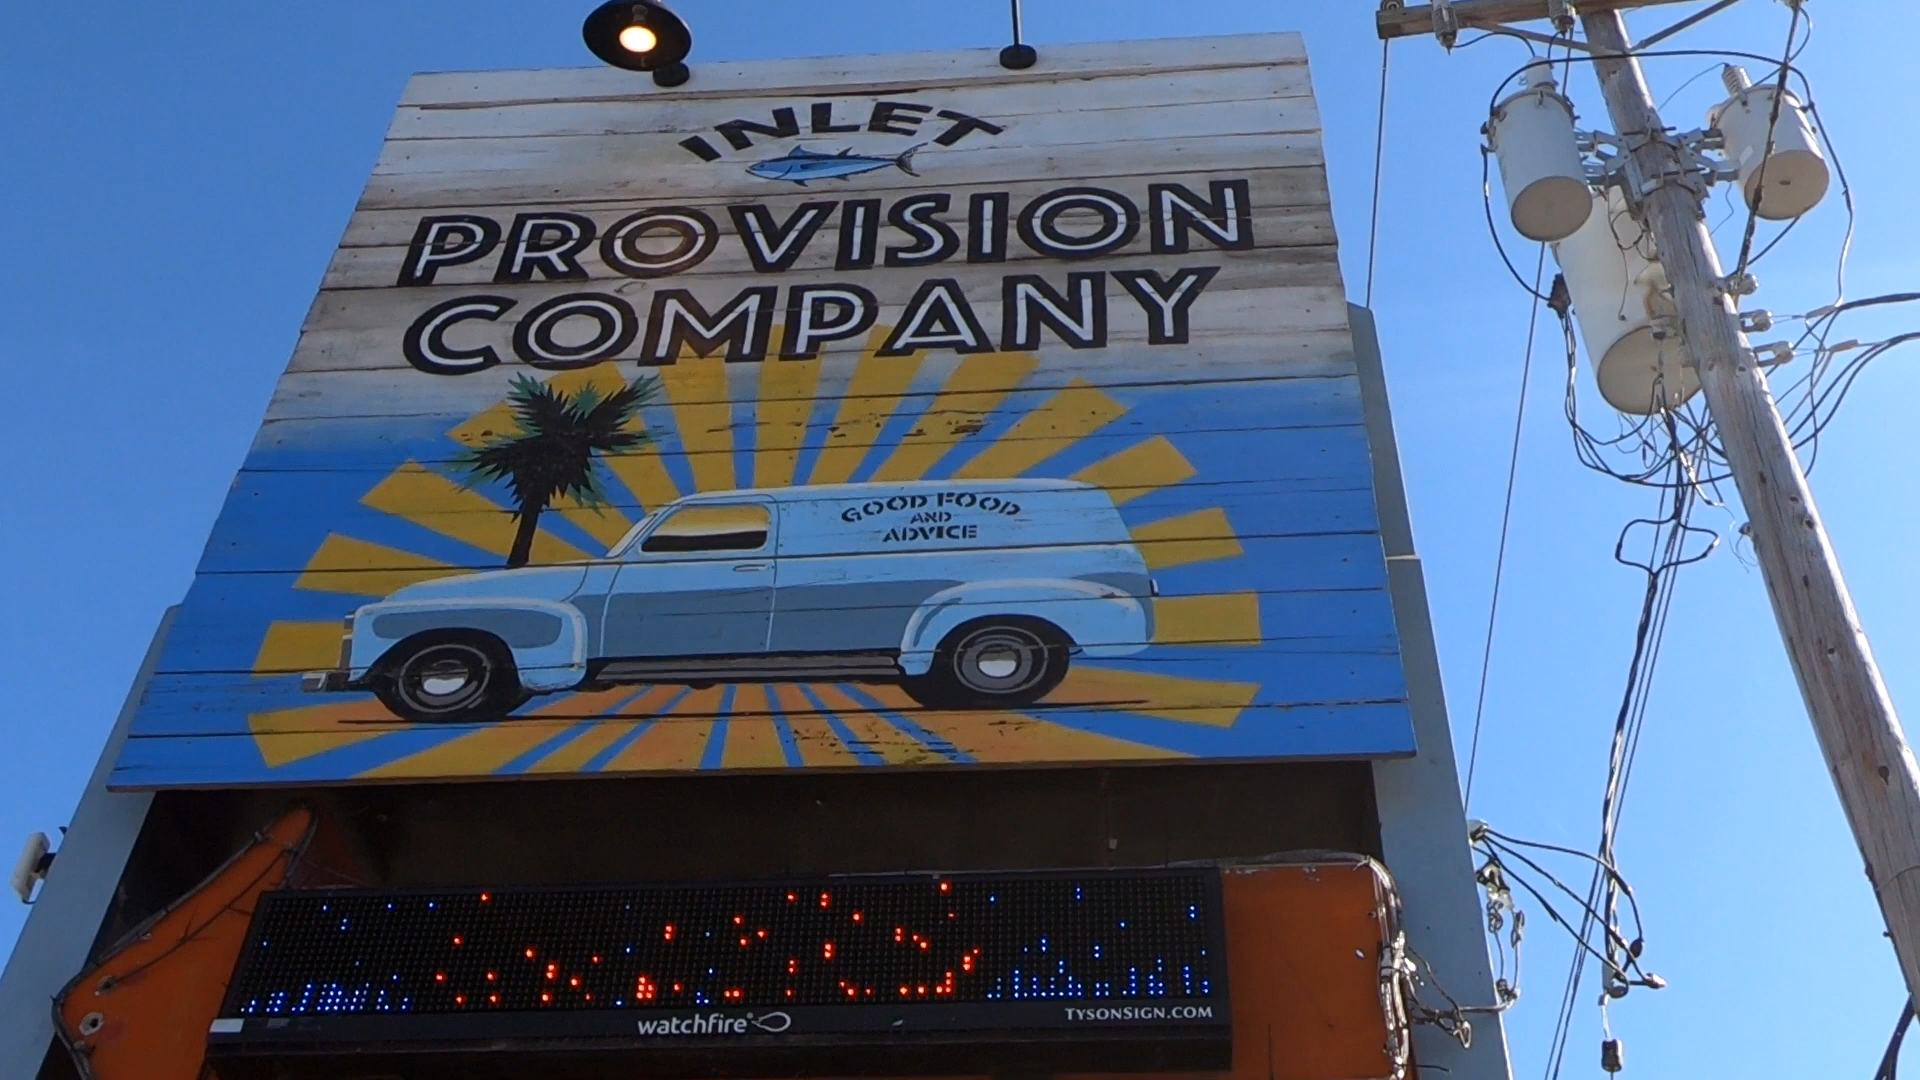 INLET
PROVISION
COMPANY
GOOD FOOD
AND
ADVICE
watchfire
TYSONSIGN.COM